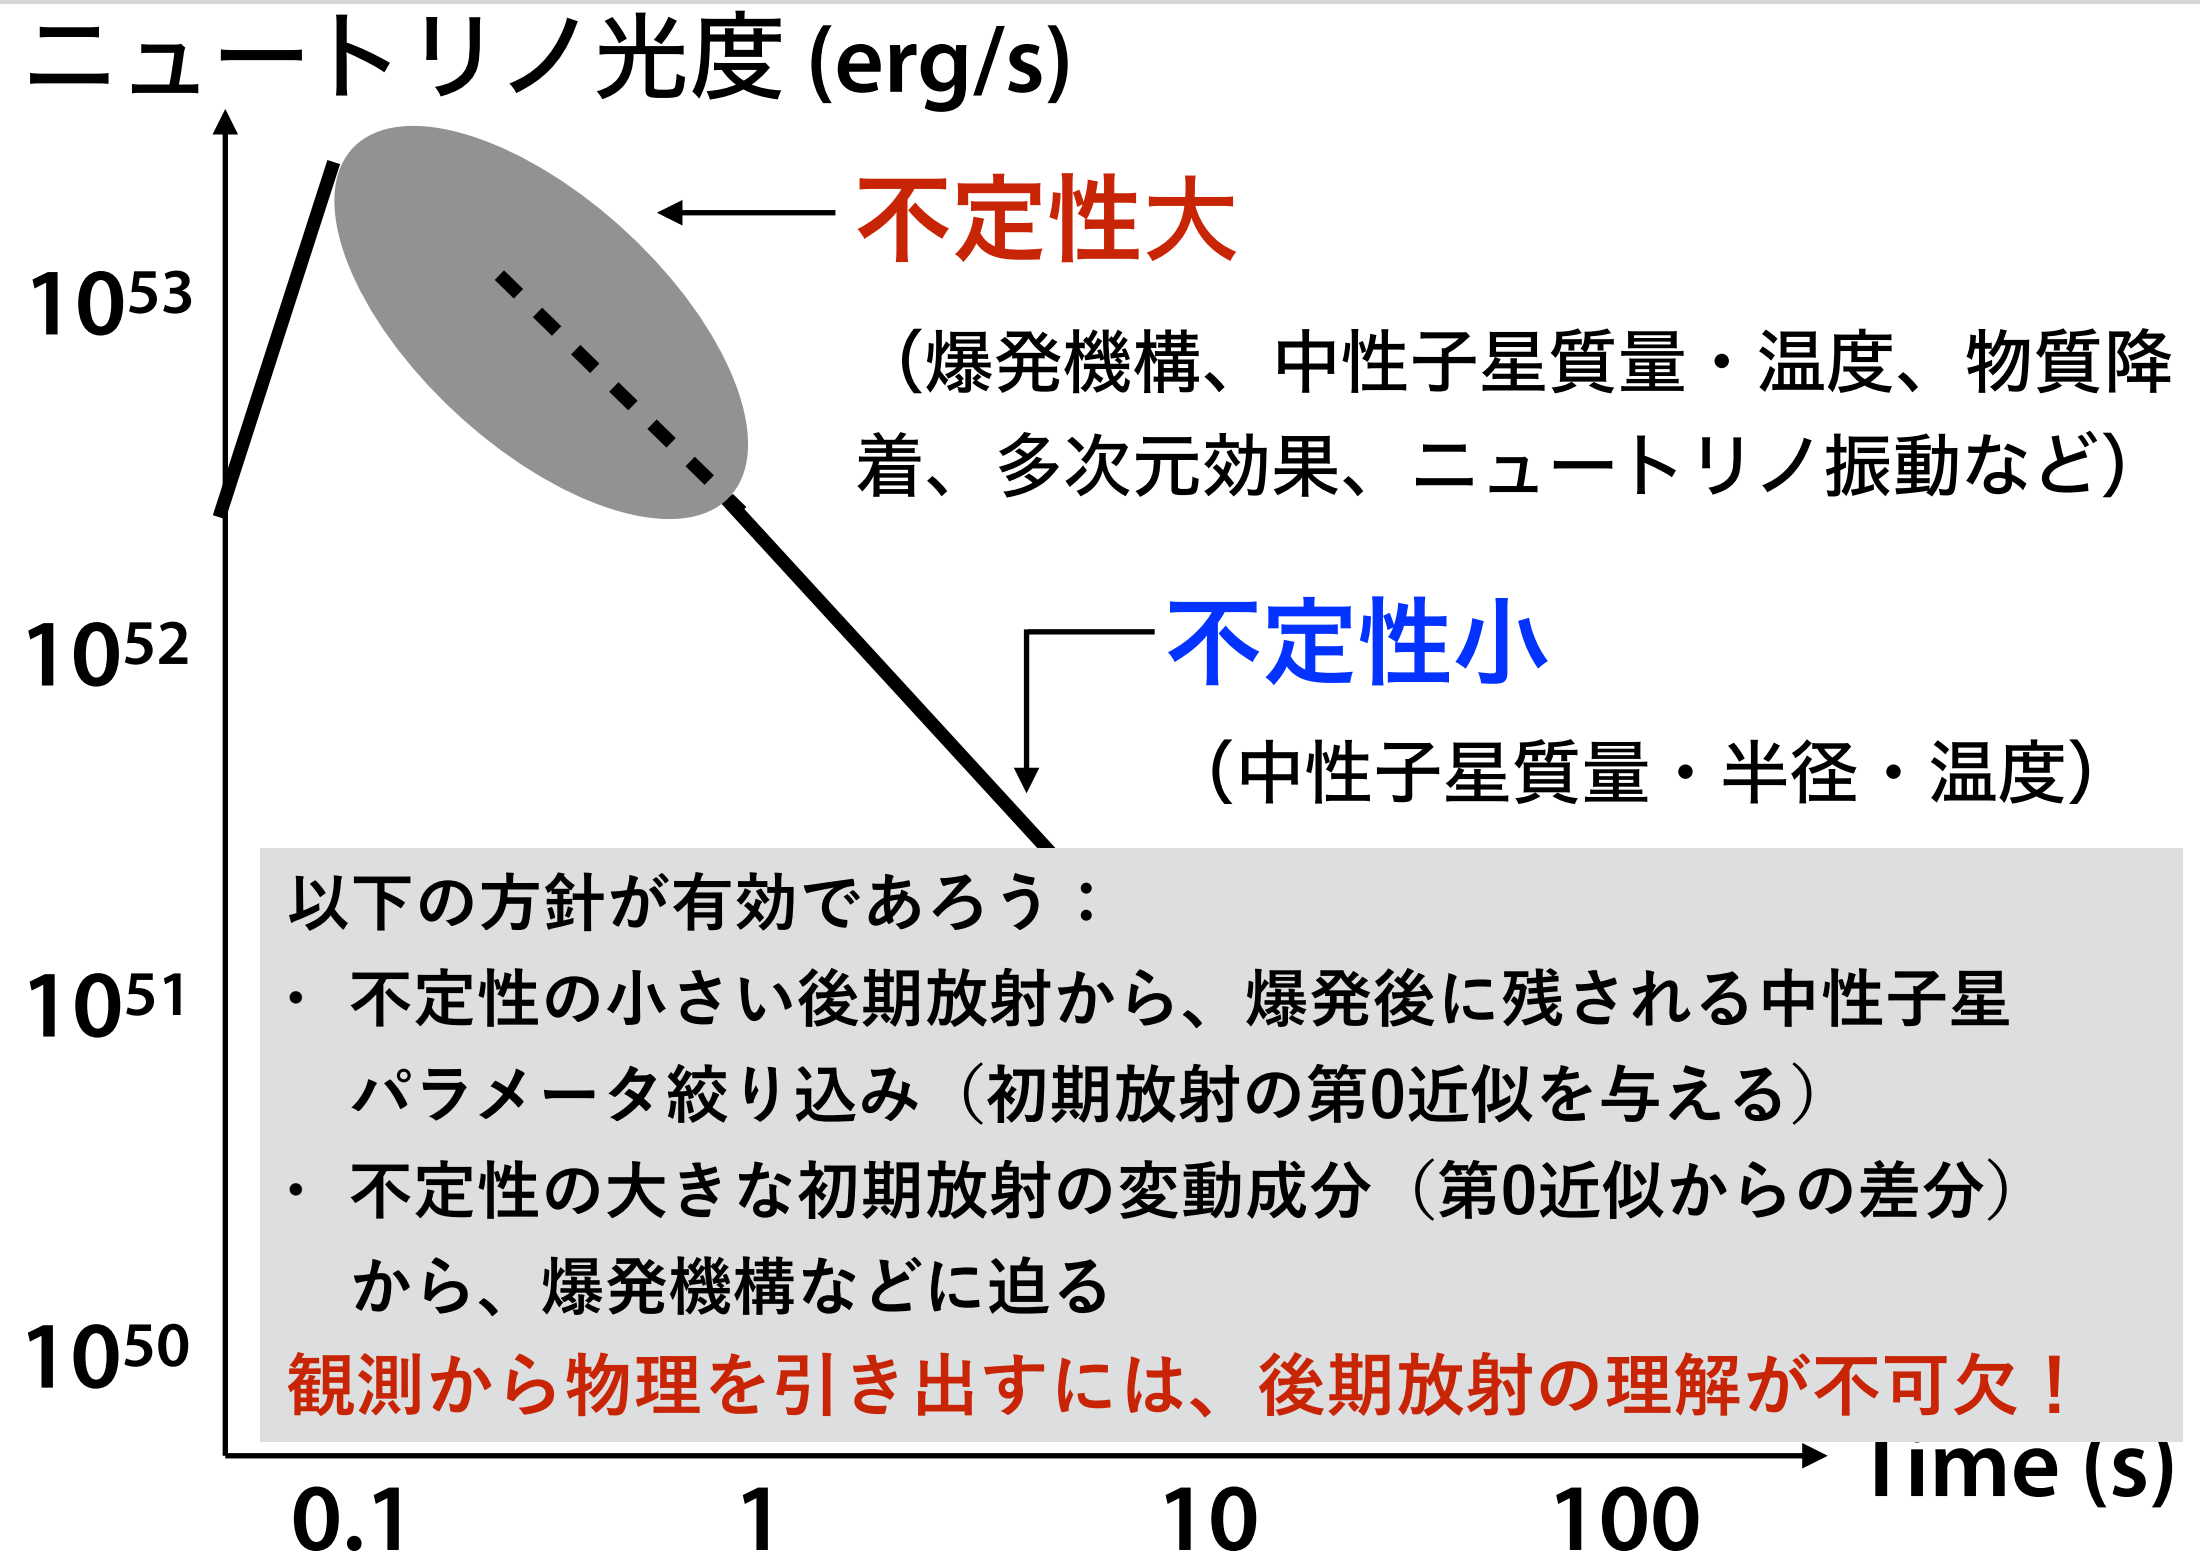 ニュートリノ光度 (erg/s)
不定性大
10⁵³
（爆発機構、中性子星質量・温度、物質降
着、多次元効果、ニュートリノ振動など）
不定性小
10⁵²
（中性子星質量・半径・温度）
以下の方針が有効であろう：
・ 不定性の小さい後期放射から、爆発後に残される中性子星
10⁵¹
パラメータ絞り込み（初期放射の第0近似を与える）
・ 不定性の大きな初期放射の変動成分（第0近似からの差分）
から、爆発機構などに迫る
10⁵⁰
観測から物理を引き出すには、後期放射の理解が不可欠！
Time (s)
0.1 1 10 100